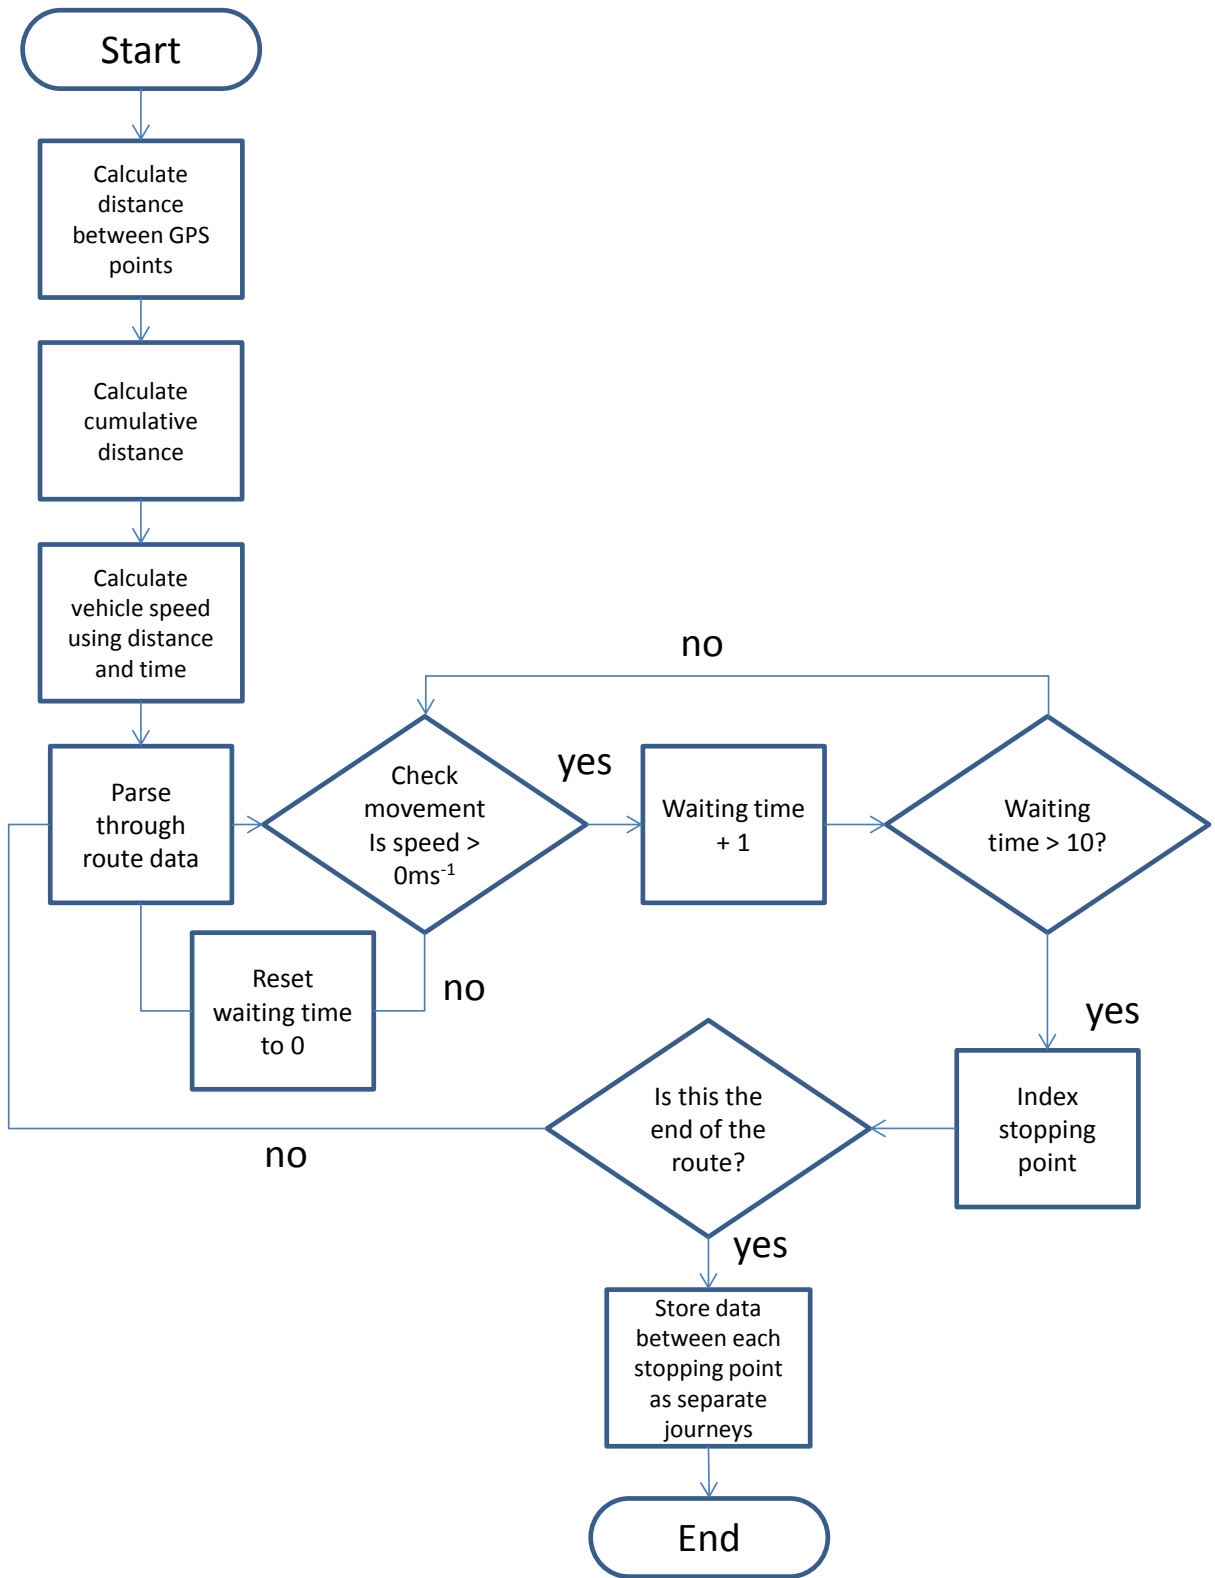 Start
Calculate
distance
between GPS
points
Calculate
cumulative
distance
Calculate
vehicle speed
using distance
and time
Parse
through
route data
Check
movement
Is speed >
0ms⁻¹
yes
Waiting time
+ 1
Waiting
time > 10?
no
Reset
waiting time
to 0
no
yes
Index
stopping
point
Is this the
end of the
route?
no
yes
Store data
between each
stopping point
as separate
journeys
End